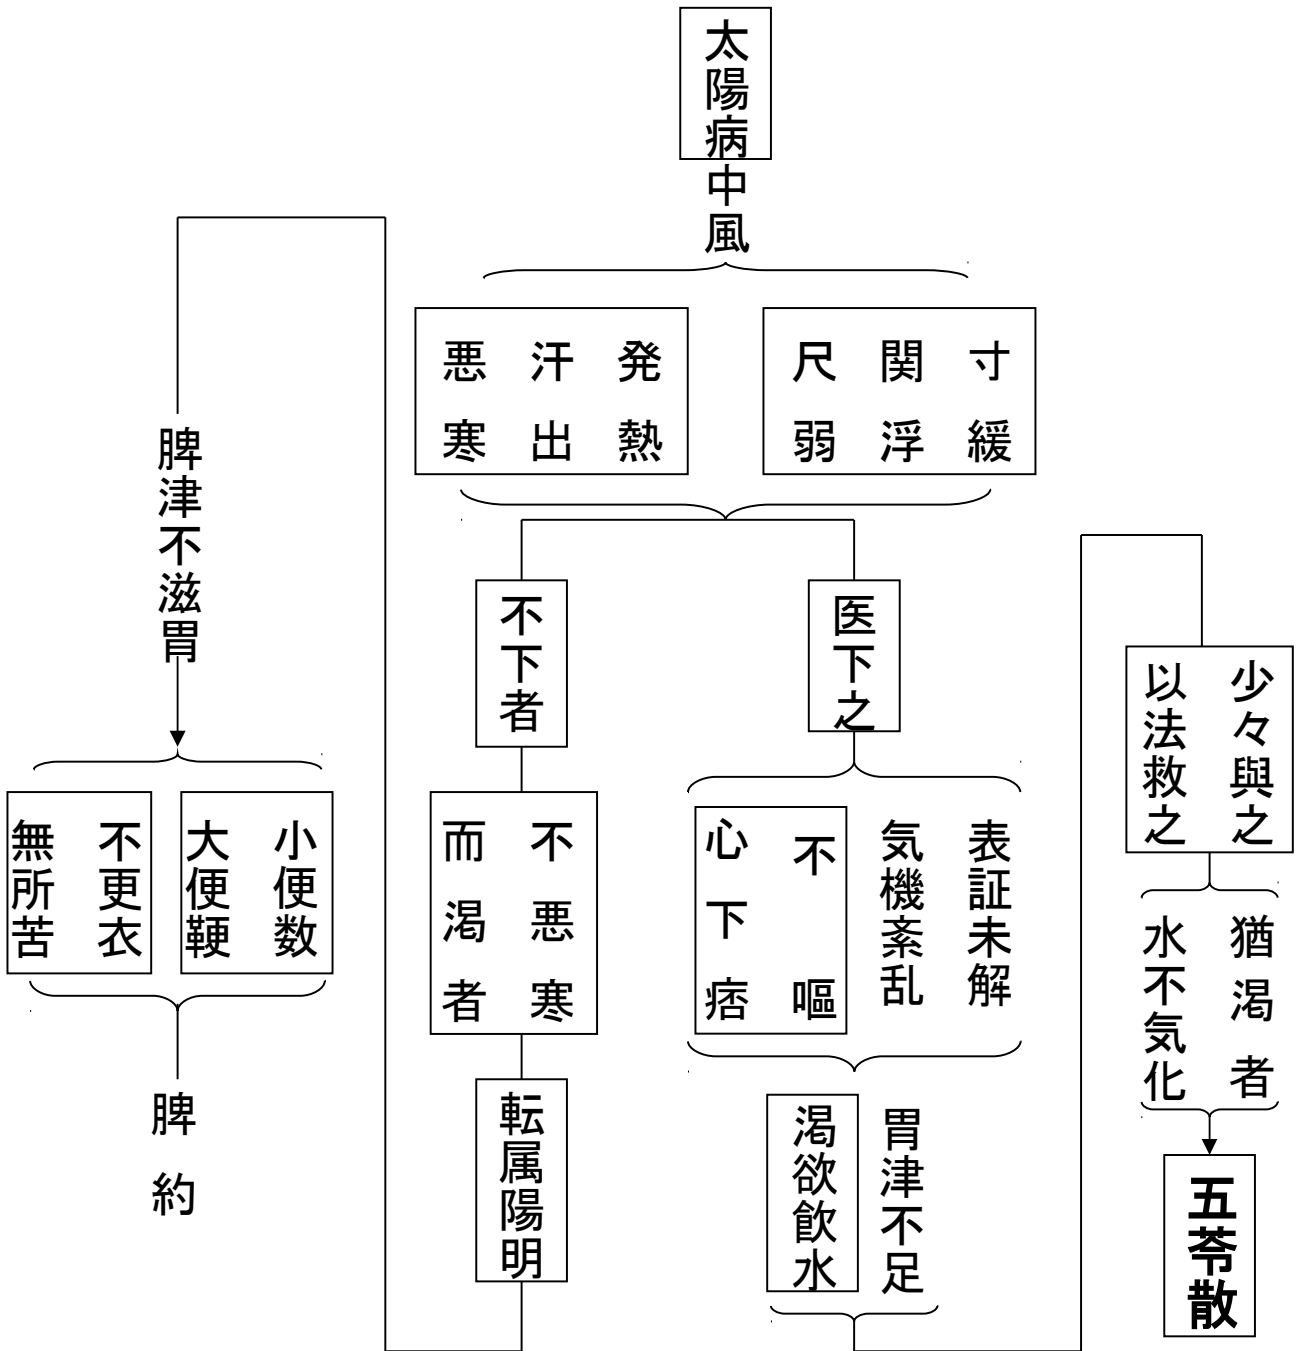 太陽病中風
寸緩
関浮
尺弱
発熱
汗出
悪寒
医下之
表証未解
気機紊乱
不嘔
心下痞
胃津不足
渇欲飲水
少々與之
以法救之
猶渇者
水不気化
五苓散
不下者
不悪寒
而渇者
転属陽明
脾津不滋胃
小便数
大便鞕
不更衣
無所苦
脾約